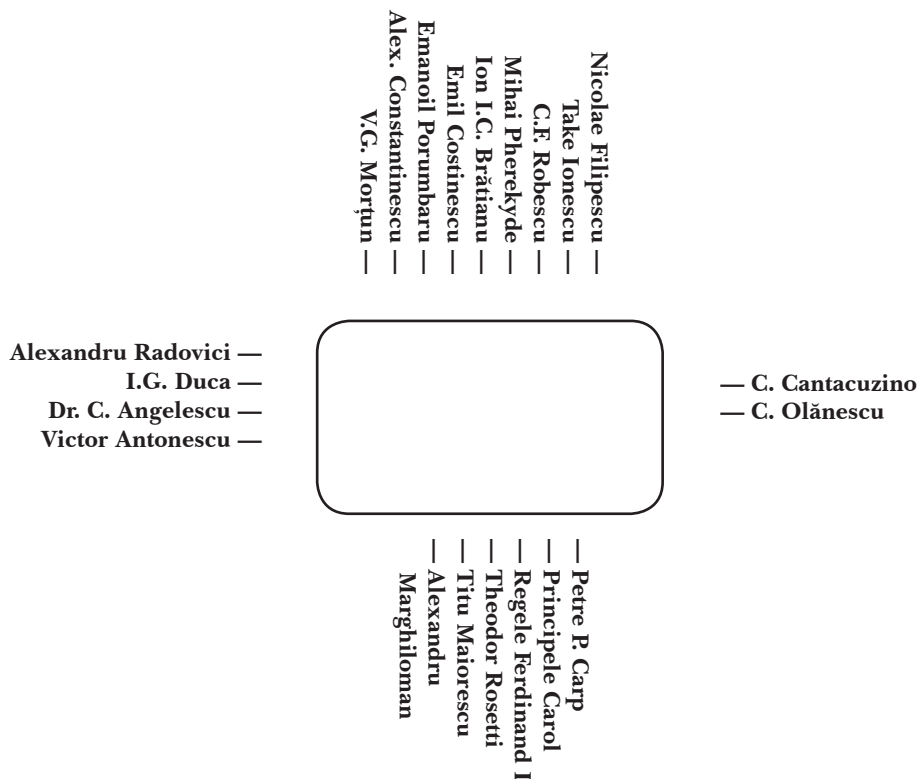 V.G. Morțun —
Alex. Constantinescu —
Emanoil Porumbaru —
Emil Costinescu —
Ion I.C. Brătianu —
Mihai Pherekyde —
C.F. Robescu —
Take Ionescu —
Nicolae Filipescu —
Alexandru Radovici —
I.G. Duca —
Dr. C. Angelescu —
Victor Antonescu —
— C. Cantacuzino
— C. Olănescu
— Petre P. Carp
— Principele Carol
— Regele Ferdinand I
— Theodor Rosetti
— Titu Maiorescu
— Alexandru
Marghiloman